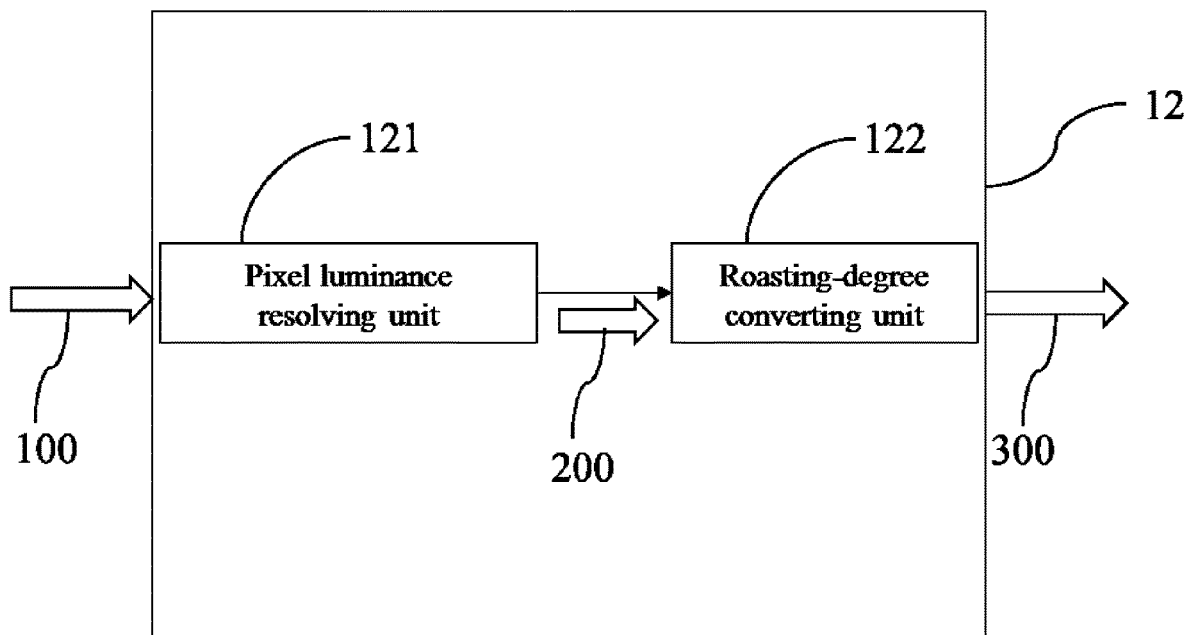 12
121
122
Pixel luminance
resolving unit
Roasting-degree
converting unit
100
200
300